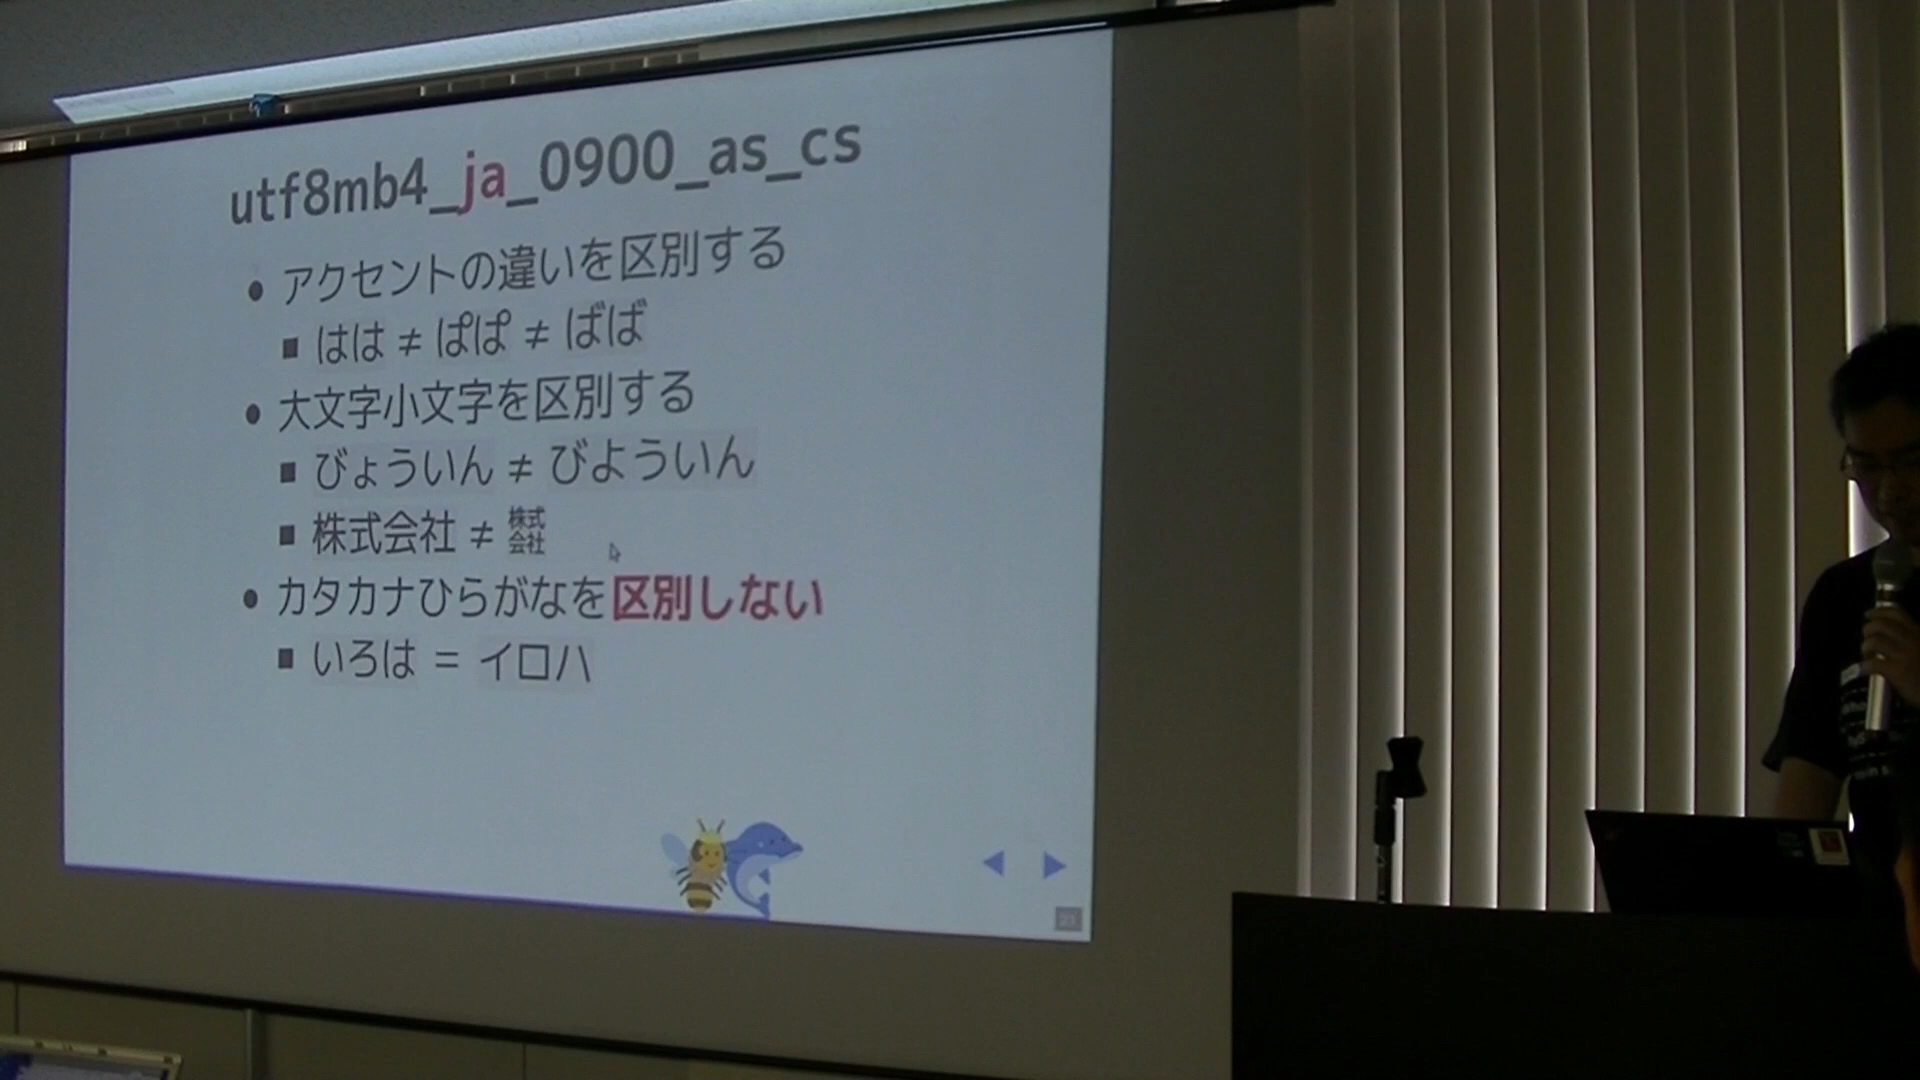 utf8mb4_ja_0900_as_cs
● アクセントの違いを区別する
■ はは ≠ ぱぱ ≠ ばば
● 大文字小文字を区別する
■ びょういん ≠ びよういん
■ 株式会社 ≠ ㍿
● カタカナひらがなを区別しない
■ いろは = イロハ